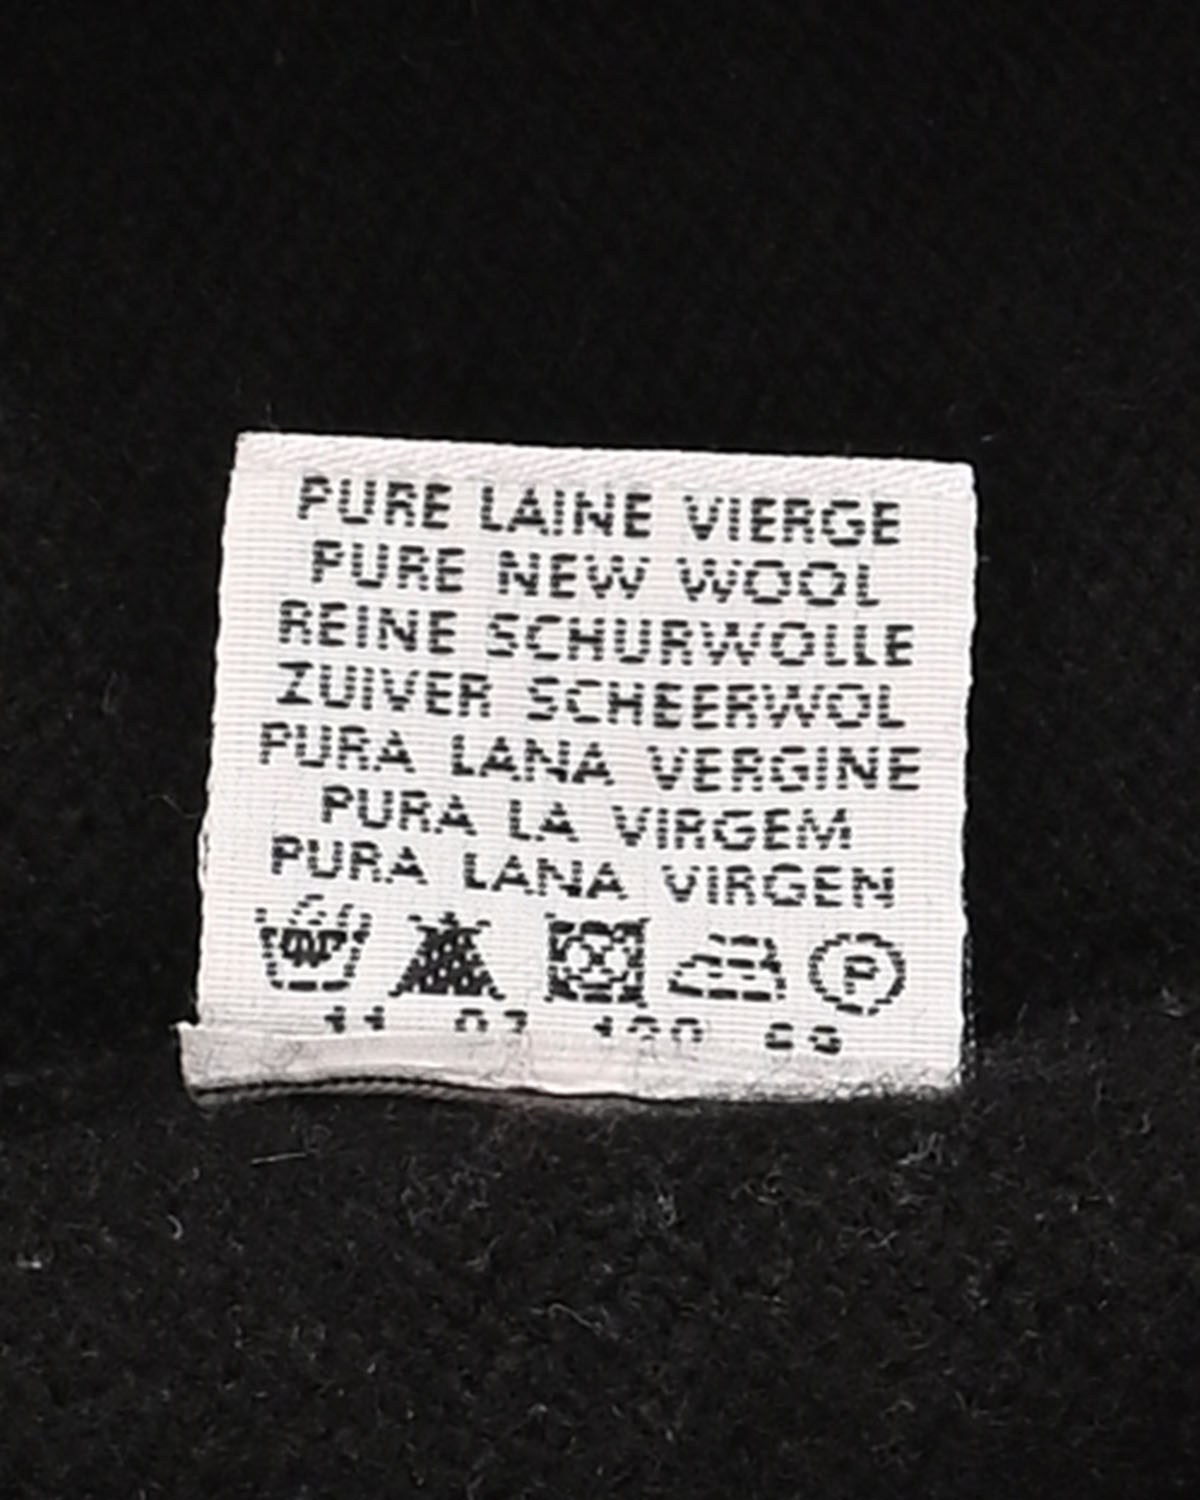 PURE LAINE VIERGE
PURE NEW WOOL
REINE SCHURWOLLE
ZUIVER SCHEERWOL
PURA LANA VERGINE
PURA LA VIRGEM
PURA LANA VIRGEN
P